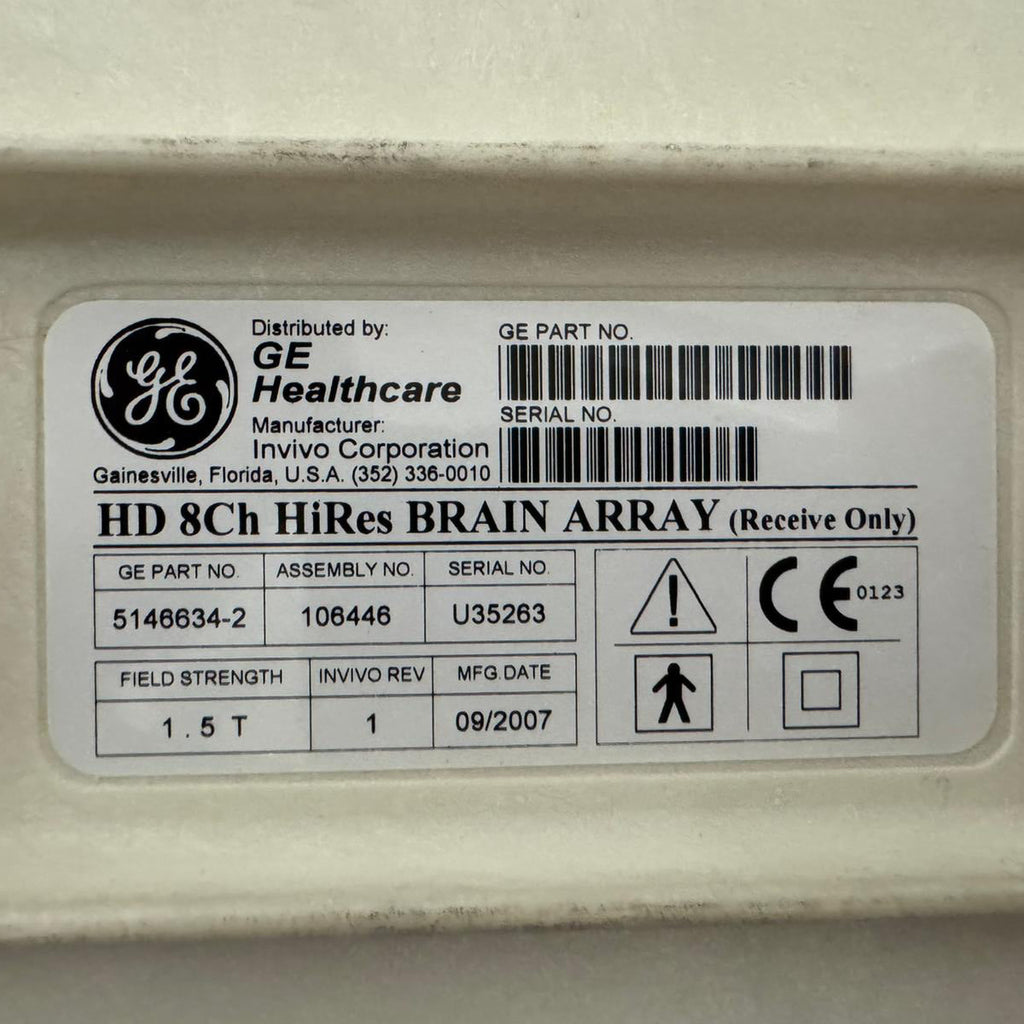 GE
Distributed by:
GE
Healthcare
Manufacturer:
Invivo Corporation
Gainesville, Florida, U.S.A. (352) 336-0010
GE PART NO.
SERIAL NO.
HD 8Ch HiRes BRAIN ARRAY (Receive Only)
GE PART NO. ASSEMBLY NO. SERIAL NO.
5146634-2 106446 U35263
FIELD STRENGTH INVIVO REV MFG.DATE
1.5 T 1 09/2007
! CE 0123